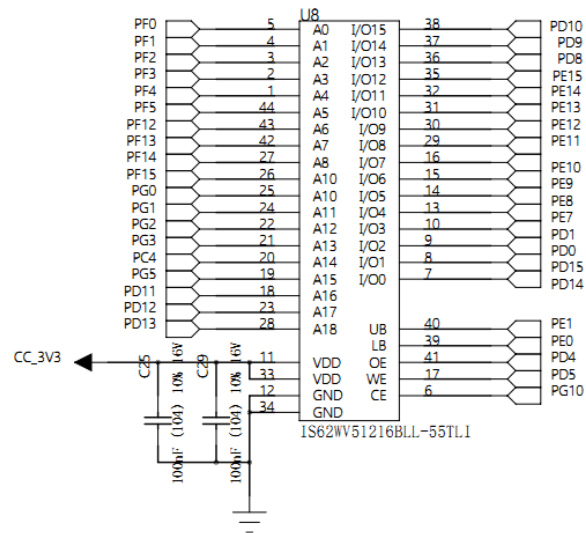 U8
PF0 5 A0 I/O15 38 PD10
PF1 4 A1 I/O14 37 PD9
PF2 3 A2 I/O13 36 PD8
PF3 2 A3 I/O12 35 PE15
PF4 1 A4 I/O11 32 PE14
PF5 44 A5 I/O10 31 PE13
PF12 43 A6 I/O9 30 PE12
PF13 42 A7 I/O8 29 PE11
PF14 27 A8 I/O7 16 PE10
PF15 26 A10 I/O6 15 PE9
PG0 25 A10 I/O5 14 PE8
PG1 24 A11 I/O4 13 PE7
PG2 22 A12 I/O3 10 PD1
PG3 21 A13 I/O2 9 PD0
PC4 20 A14 I/O1 8 PD15
PG5 19 A15 I/O0 7 PD14
PD11 18 A16
PD12 23 A17
PD13 28 A18 UB 40 PE1
LB 39 PE0
CC_3V3 11 VDD OE 41 PD4
33 VDD WE 17 PD5
12 GND CE 6 PG10
34 GND
C25
100nF (104) 10% 16V
C29
100nF (104) 10% 16V
IS62WV51216BLL-55TLI